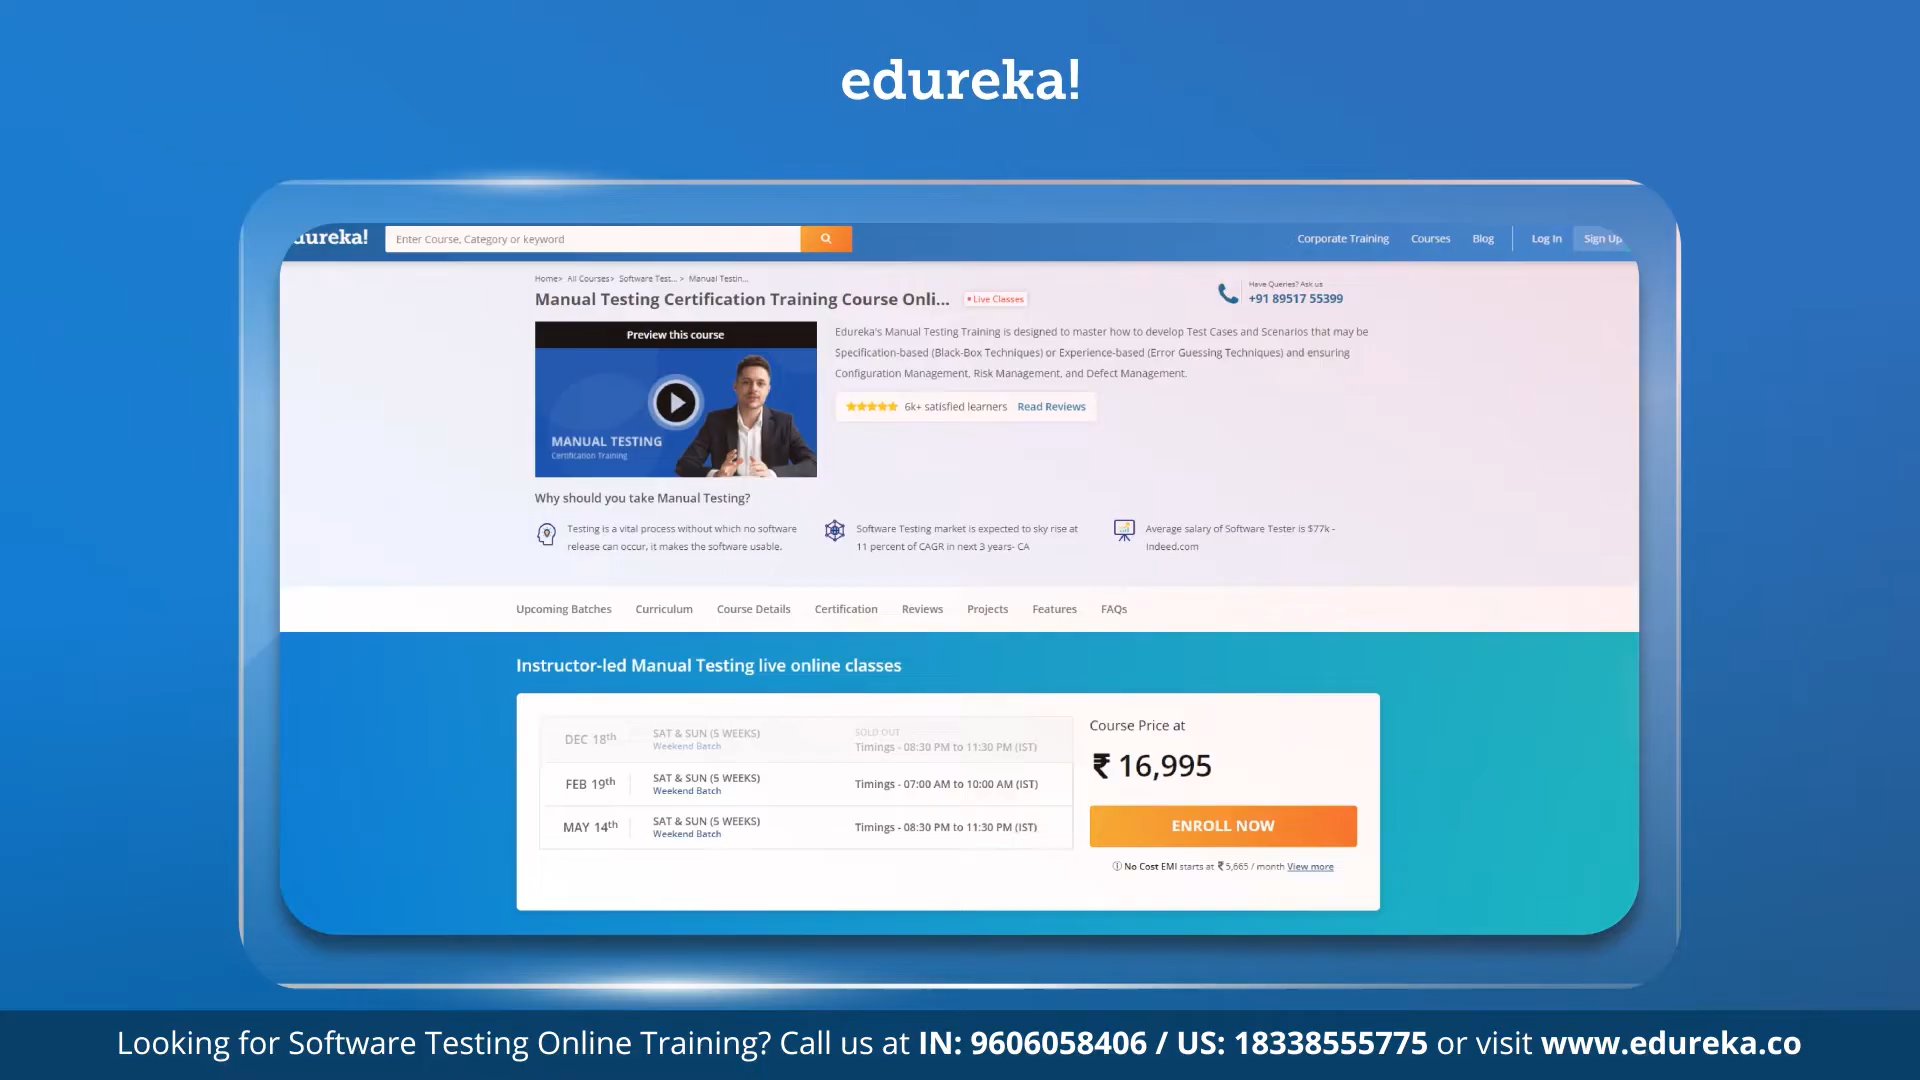 edureka!
edureka!
Enter Course, Category or keyword
Corporate Training
Courses
Blog
Log In
Sign Up
Home> All Courses> Software Test... > Manual Testin...
Manual Testing Certification Training Course Onli...
Live Classes
Have Queries? Ask us
+91 89517 55399
Preview this course
MANUAL TESTING
Certification Training
Edureka's Manual Testing Training is designed to master how to develop Test Cases and Scenarios that may be
Specification-based (Black-Box Techniques) or Experience-based (Error Guessing Techniques) and ensuring
Configuration Management, Risk Management, and Defect Management.
6k+ satisfied learners Read Reviews
Why should you take Manual Testing?
Testing is a vital process without which no software
release can occur, it makes the software usable.
Software Testing market is expected to sky rise at
11 percent of CAGR in next 3 years- CA
Average salary of Software Tester is $77k -
Indeed.com
Upcoming Batches
Curriculum
Course Details
Certification
Reviews
Projects
Features
FAQs
Instructor-led Manual Testing live online classes
DEC 18th
SAT & SUN (5 WEEKS)
Weekend Batch
SOLD OUT
Timings - 08:30 PM to 11:30 PM (IST)
FEB 19th
SAT & SUN (5 WEEKS)
Weekend Batch
Timings - 07:00 AM to 10:00 AM (IST)
MAY 14th
SAT & SUN (5 WEEKS)
Weekend Batch
Timings - 08:30 PM to 11:30 PM (IST)
Course Price at
₹ 16,995
ENROLL NOW
No Cost EMI starts at ₹ 5,665 / month View more
Looking for Software Testing Online Training? Call us at IN: 9606058406 / US: 18338555775 or visit www.edureka.co